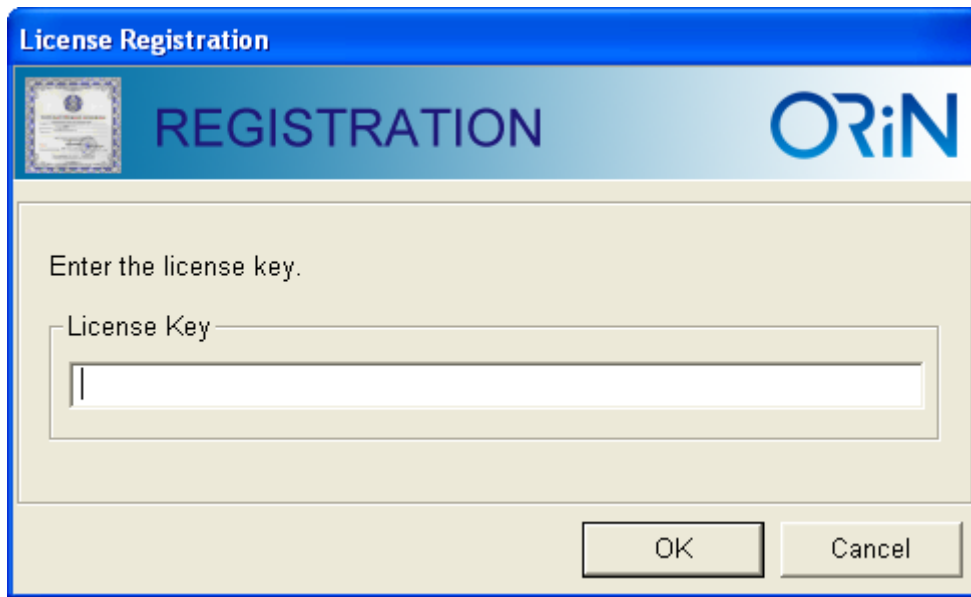 License Registration
REGISTRATION
ORiN
Enter the license key.
License Key
OK
Cancel